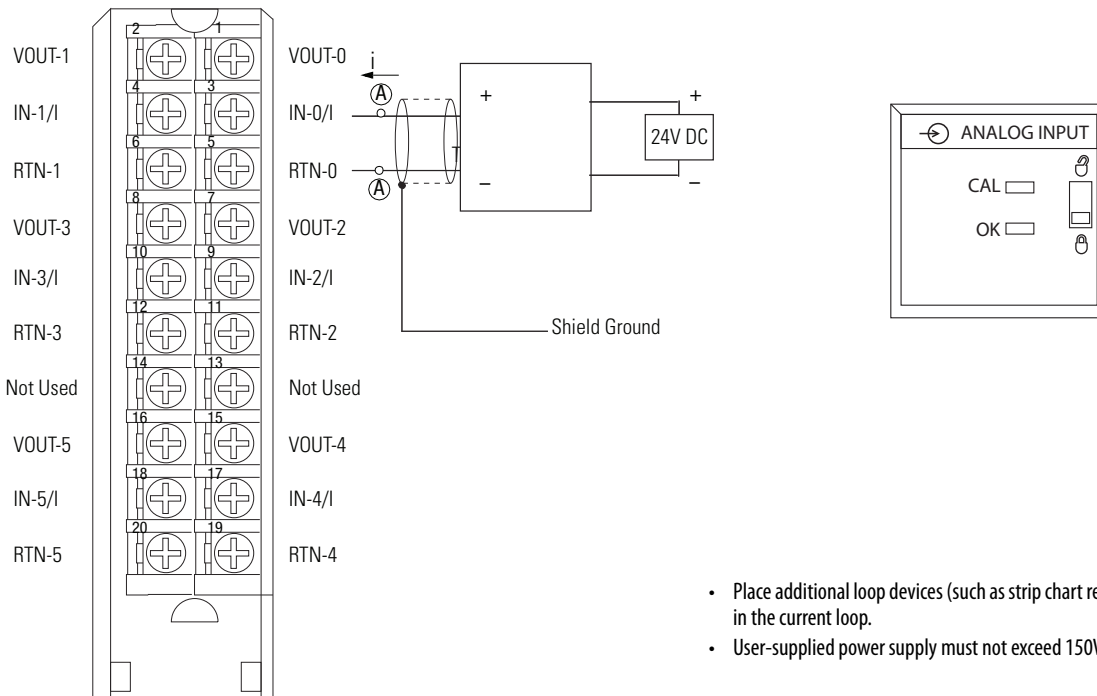 2 1
VOUT-1
VOUT-0
i
4 3
IN-1/I
IN-0/I
A
6 5
RTN-1
RTN-0
A
8 7
VOUT-3
VOUT-2
10 9
IN-3/I
IN-2/I
12 11
RTN-3
RTN-2
14 13
Not Used
Not Used
16 15
VOUT-5
VOUT-4
18 17
IN-5/I
IN-4/I
20 19
RTN-5
RTN-4
+
–
+
24V DC
–
Shield Ground
ANALOG INPUT
CAL
OK
• Place additional loop devices (such as strip chart
in the current loop.
• User-supplied power supply must not exceed